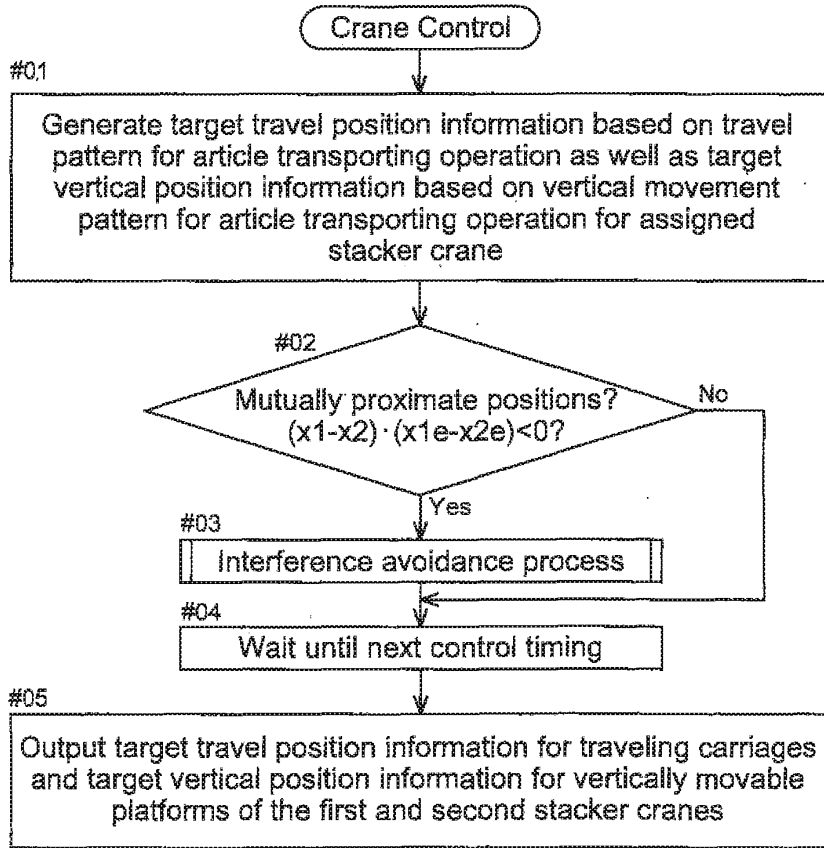 Crane Control
#01
Generate target travel position information based on travel
pattern for article transporting operation as well as target
vertical position information based on vertical movement
pattern for article transporting operation for assigned
stacker crane
#02
Mutually proximate positions?
(x1-x2)·(x1e-x2e)<0?
No
Yes
#03
Interference avoidance process
#04
Wait until next control timing
#05
Output target travel position information for traveling carriages
and target vertical position information for vertically movable
platforms of the first and second stacker cranes